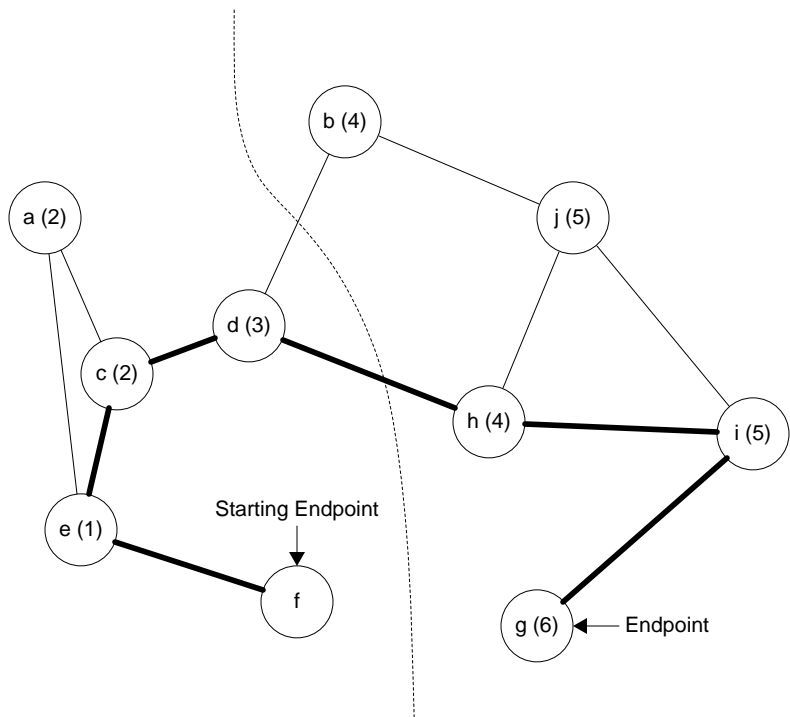 b (4)
a (2)
j (5)
d (3)
c (2)
h (4)
i (5)
Starting Endpoint
e (1)
f
g (6)
Endpoint